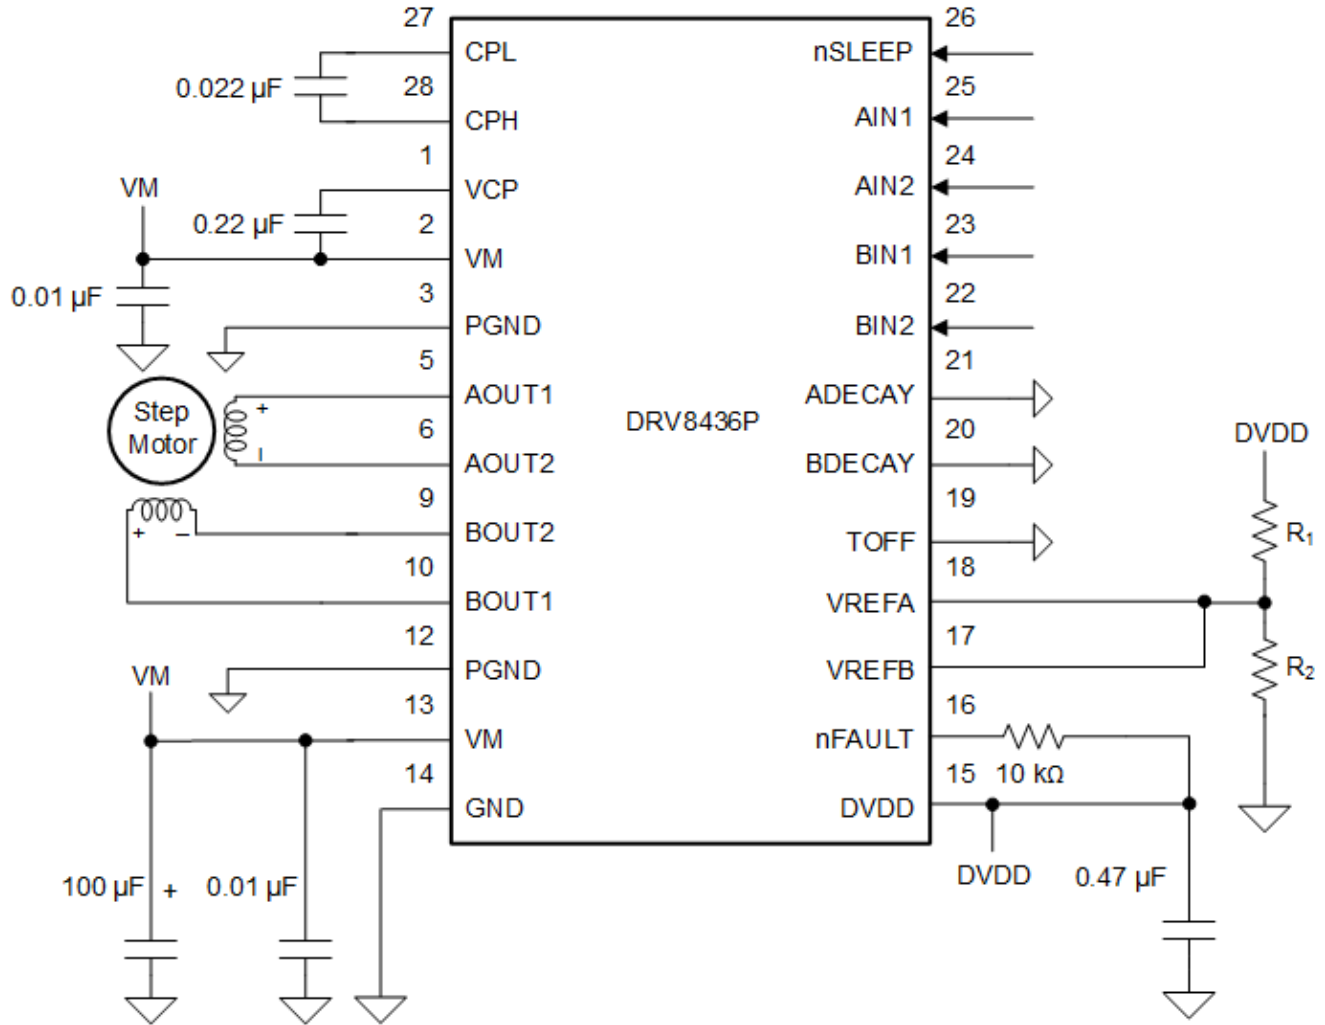 27
CPL
0.022 µF
28
CPH
1
VM
VCP
0.22 µF
2
VM
0.01 µF
3
PGND
5
AOUT1
+
Step
Motor
6
–
AOUT2
9
+
–
BOUT2
10
BOUT1
12
VM
PGND
13
VM
14
GND
100 µF
+
0.01 µF
DRV8436P
26
nSLEEP
25
AIN1
24
AIN2
23
BIN1
22
BIN2
21
ADECAY
20
BDECAY
19
TOFF
18
VREFA
17
VREFB
16
nFAULT
15
10 kΩ
DVDD
DVDD
0.47 µF
DVDD
R1
R2